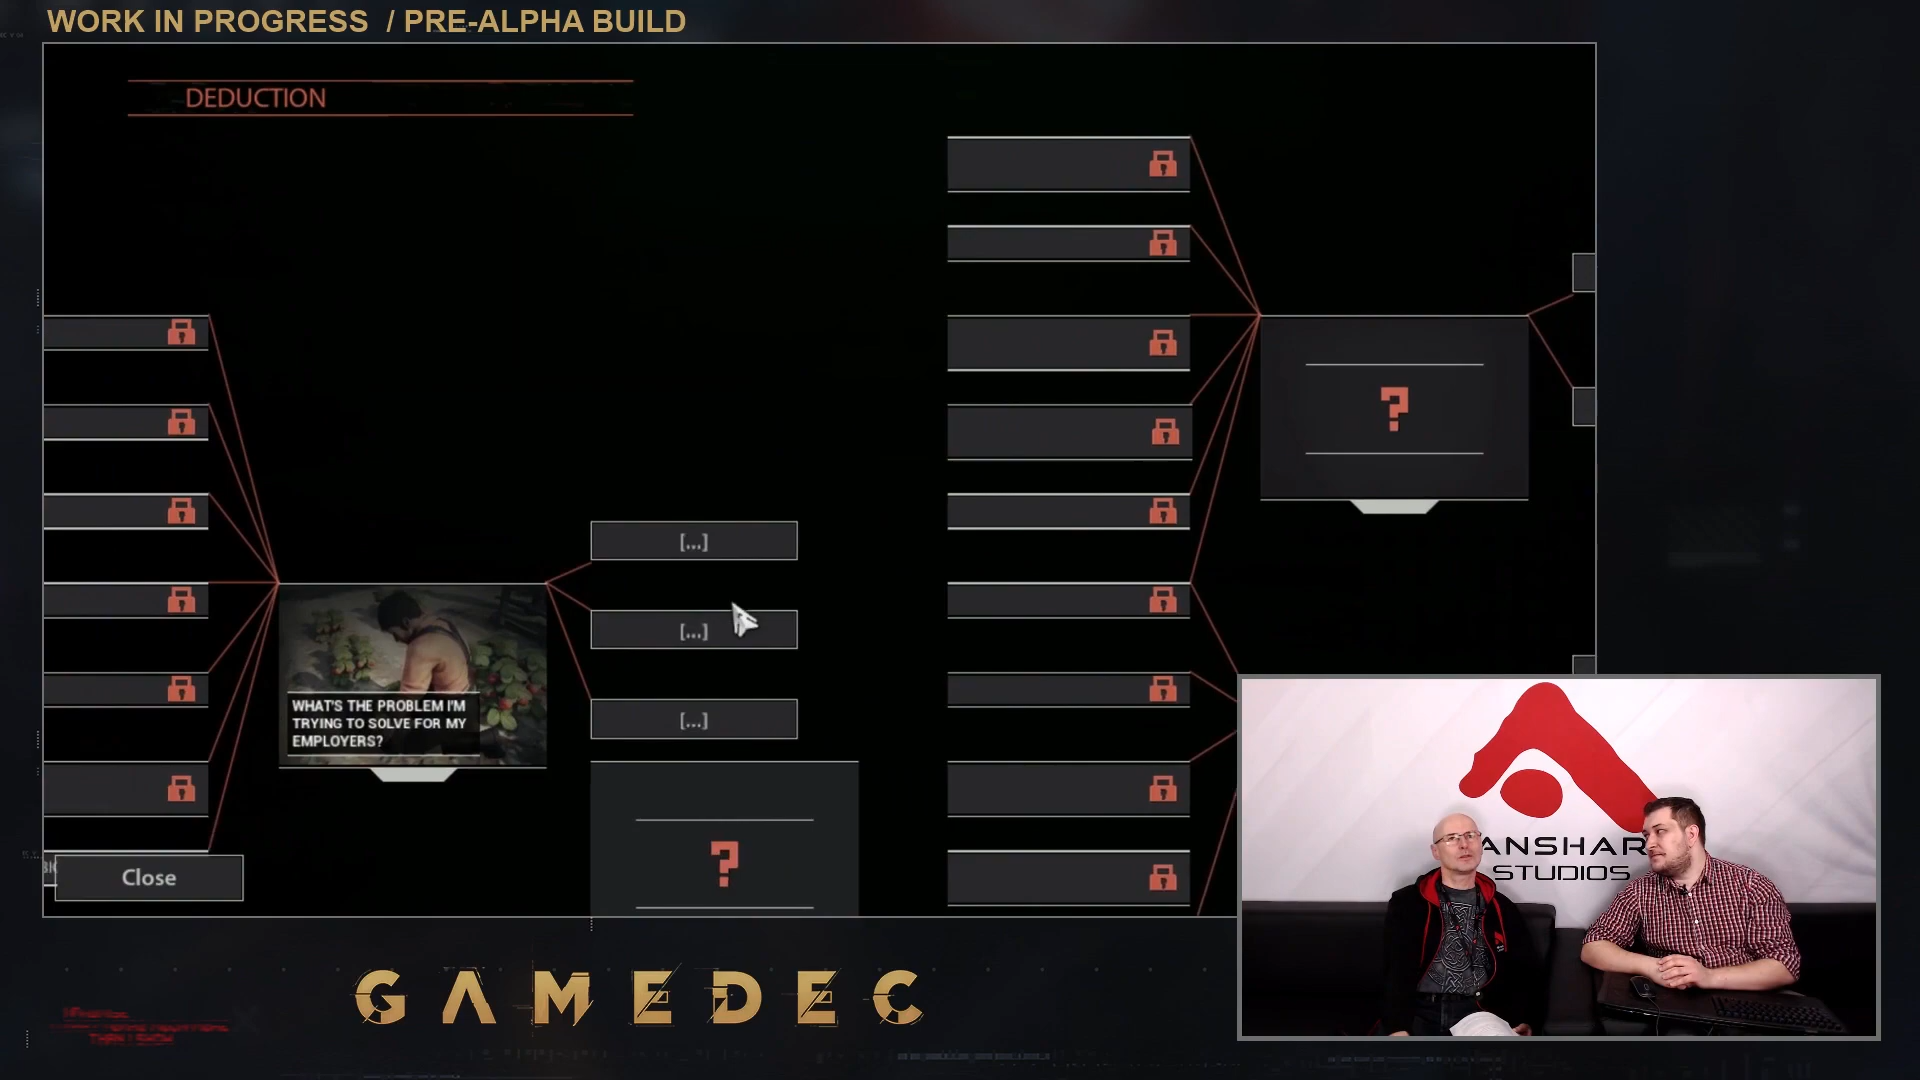 WORK IN PROGRESS / PRE-ALPHA BUILD
DEDUCTION
?
[...]
[...]
WHAT'S THE PROBLEM I'M
TRYING TO SOLVE FOR MY
EMPLOYERS?
[...]
?
Close
ANSHAR
STUDIOS
GAMEDEC